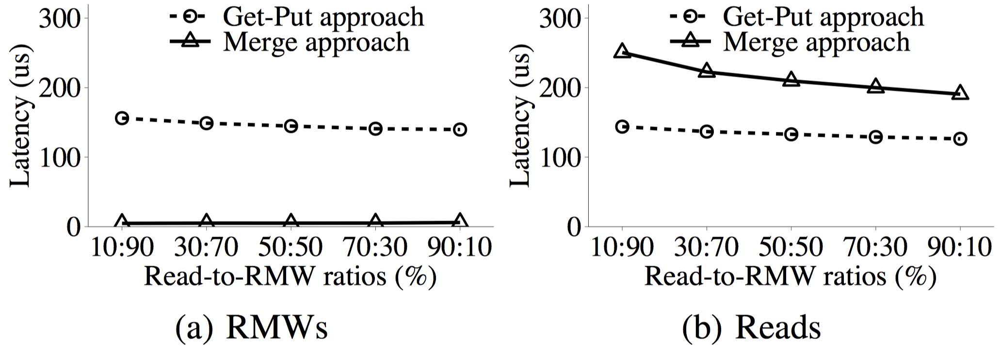 300
200
100
0
Latency (us)
Get-Put approach
Merge approach
10:90 30:70 50:50 70:30 90:10
Read-to-RMW ratios (%)
(a) RMWs
300
200
100
0
Latency (us)
Get-Put approach
Merge approach
10:90 30:70 50:50 70:30 90:10
Read-to-RMW ratios (%)
(b) Reads